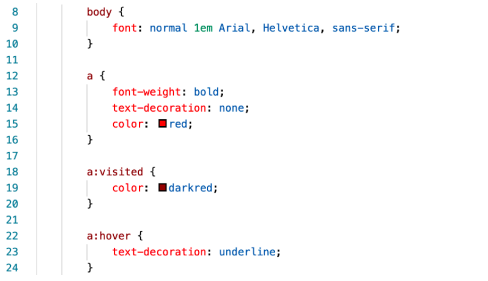 8 body {
9 font: normal 1em Arial, Helvetica, sans-serif;
10 }
11
12 a {
13 font-weight: bold;
14 text-decoration: none;
15 color: red;
16 }
17
18 a:visited {
19 color: darkred;
20 }
21
22 a:hover {
23 text-decoration: underline;
24 }